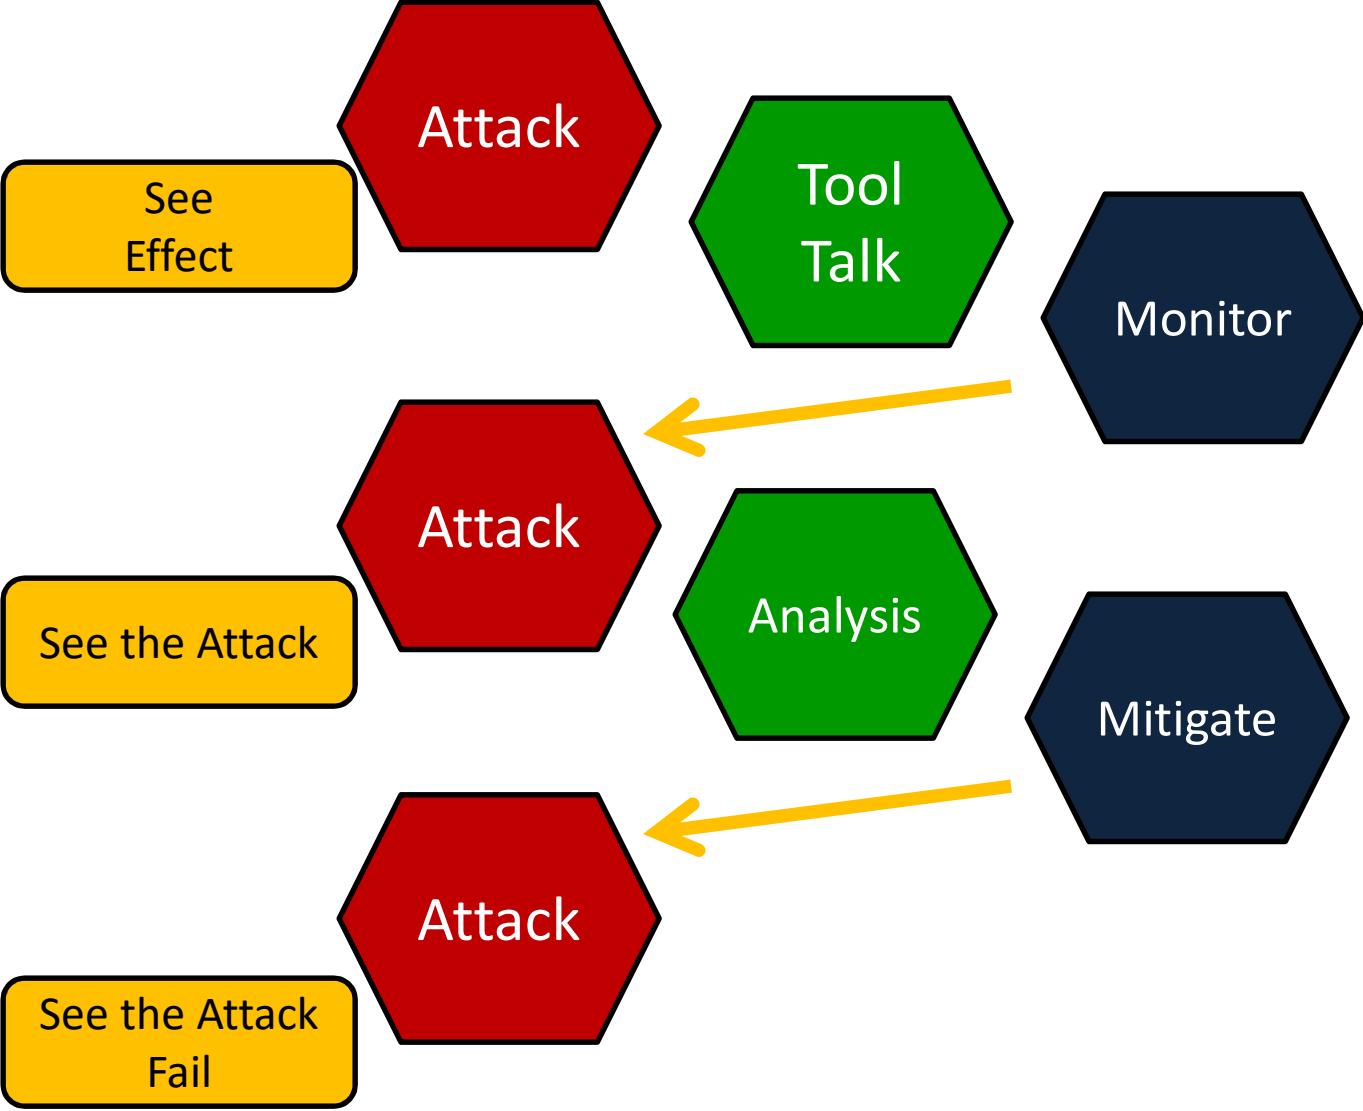 Attack
See
Effect
Tool
Talk
Monitor
Attack
See the Attack
Analysis
Mitigate
Attack
See the Attack
Fail